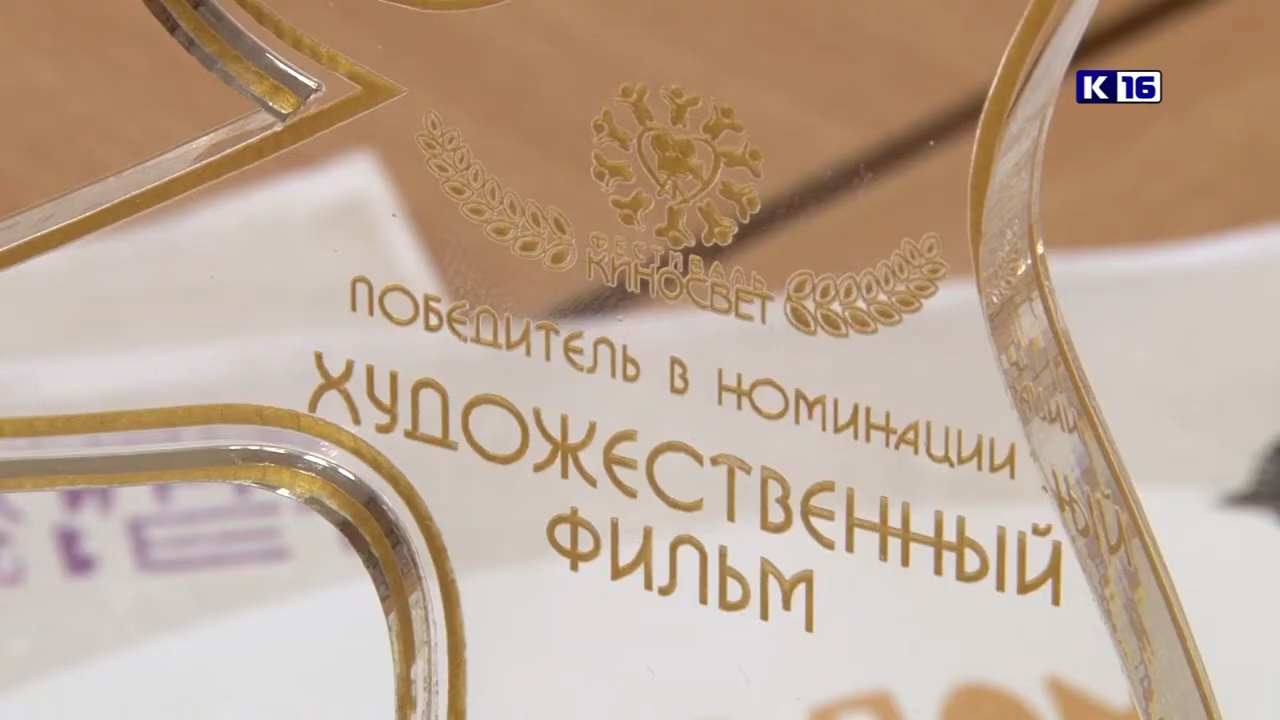 K 16
ФЕСТИВАЛЬ
КИНОСВЕТ
ПОБЕДИТЕЛЬ В НОМИНАЦИИ
ХУДОЖЕСТВЕННЫЙ
ФИЛЬМ